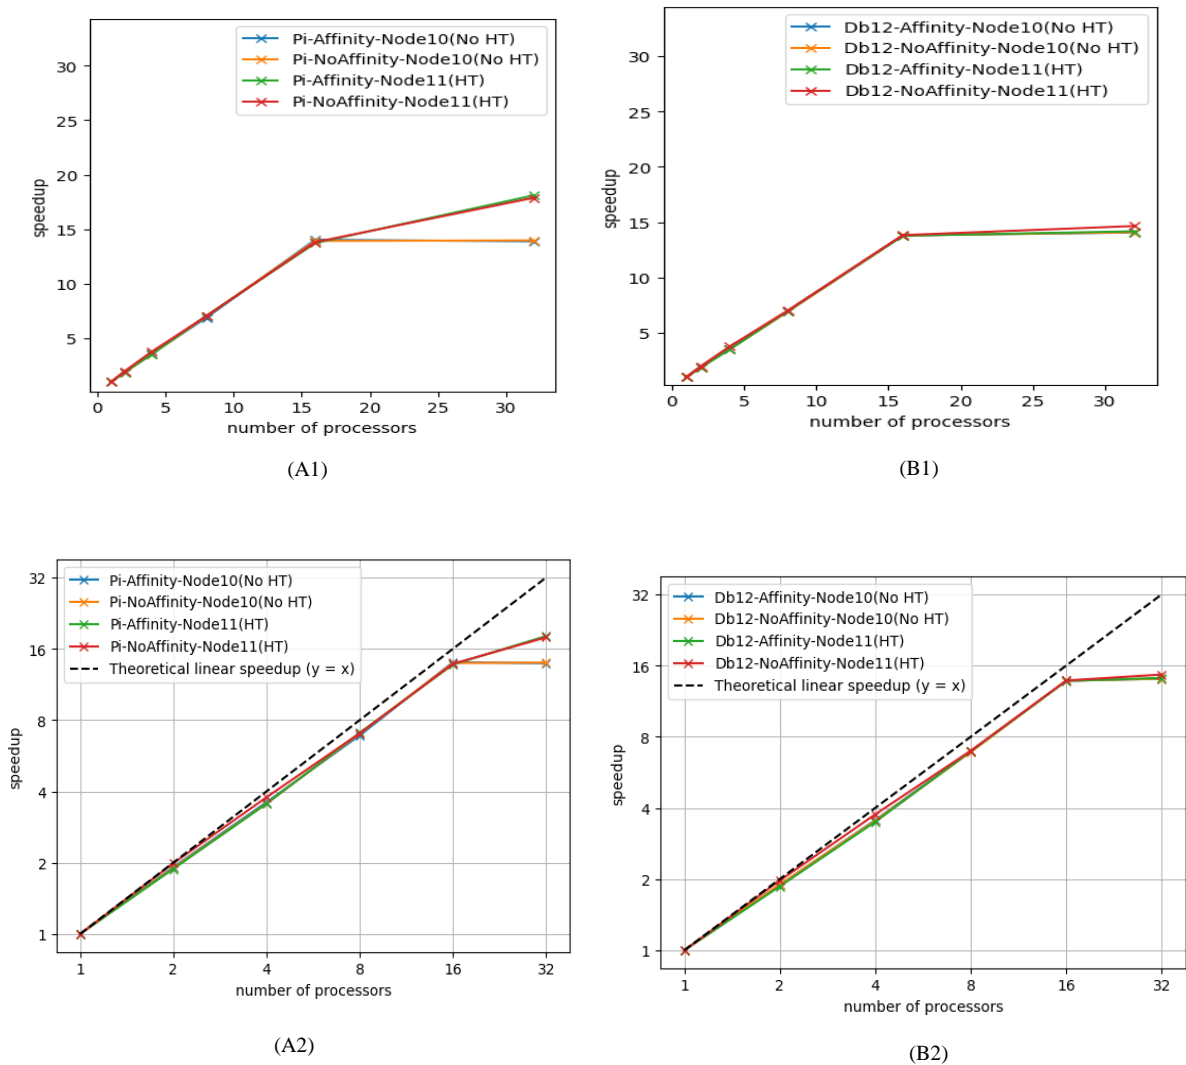 Pi-Affinity-Node10(No HT)
Pi-NoAffinity-Node10(No HT)
Pi-Affinity-Node11(HT)
Pi-NoAffinity-Node11(HT)
30
25
20
15
10
5
speedup
0 5 10 15 20 25 30
number of processors
(A1)
Db12-Affinity-Node10(No HT)
Db12-NoAffinity-Node10(No HT)
Db12-Affinity-Node11(HT)
Db12-NoAffinity-Node11(HT)
30
25
20
15
10
5
speedup
0 5 10 15 20 25 30
number of processors
(B1)
Pi-Affinity-Node10(No HT)
Pi-NoAffinity-Node10(No HT)
Pi-Affinity-Node11(HT)
Pi-NoAffinity-Node11(HT)
Theoretical linear speedup (y = x)
32
16
8
4
2
1
speedup
1 2 4 8 16 32
number of processors
(A2)
Db12-Affinity-Node10(No HT)
Db12-NoAffinity-Node10(No HT)
Db12-Affinity-Node11(HT)
Db12-NoAffinity-Node11(HT)
Theoretical linear speedup (y = x)
32
16
8
4
2
1
speedup
1 2 4 8 16 32
number of processors
(B2)